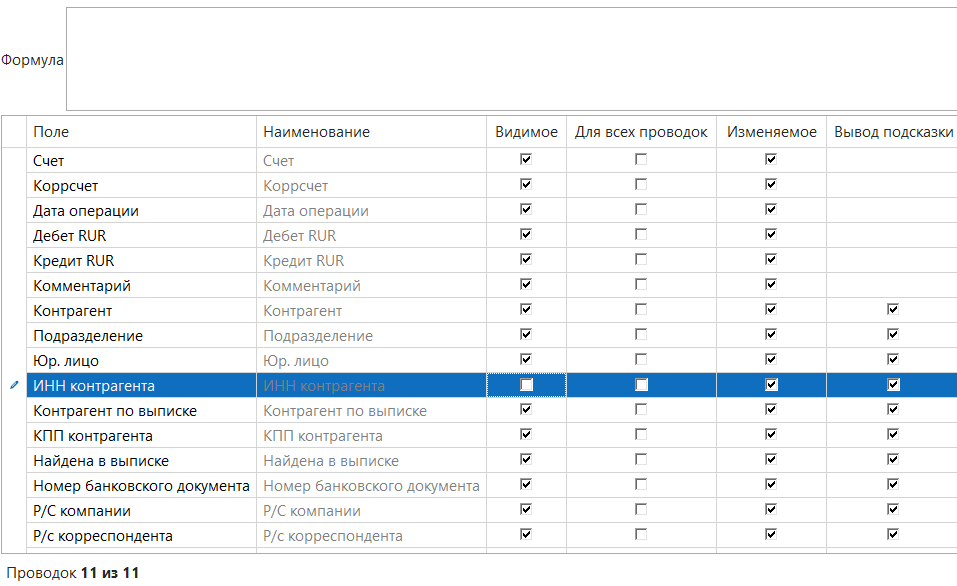 Формула
Поле Наименование Видимое Для всех проводок Изменяемое Вывод подсказки
Счет Счет
Коррсчет Коррсчет
Дата операции Дата операции
Дебет RUR Дебет RUR
Кредит RUR Кредит RUR
Комментарий Комментарий
Контрагент Контрагент
Подразделение Подразделение
Юр. лицо Юр. лицо
ИНН контрагента ИНН контрагента
Контрагент по выписке Контрагент по выписке
КПП контрагента КПП контрагента
Найдена в выписке Найдена в выписке
Номер банковского документа Номер банковского документа
Р/С компании Р/С компании
Р/с корреспондента Р/с корреспондента
Проводок 11 из 11